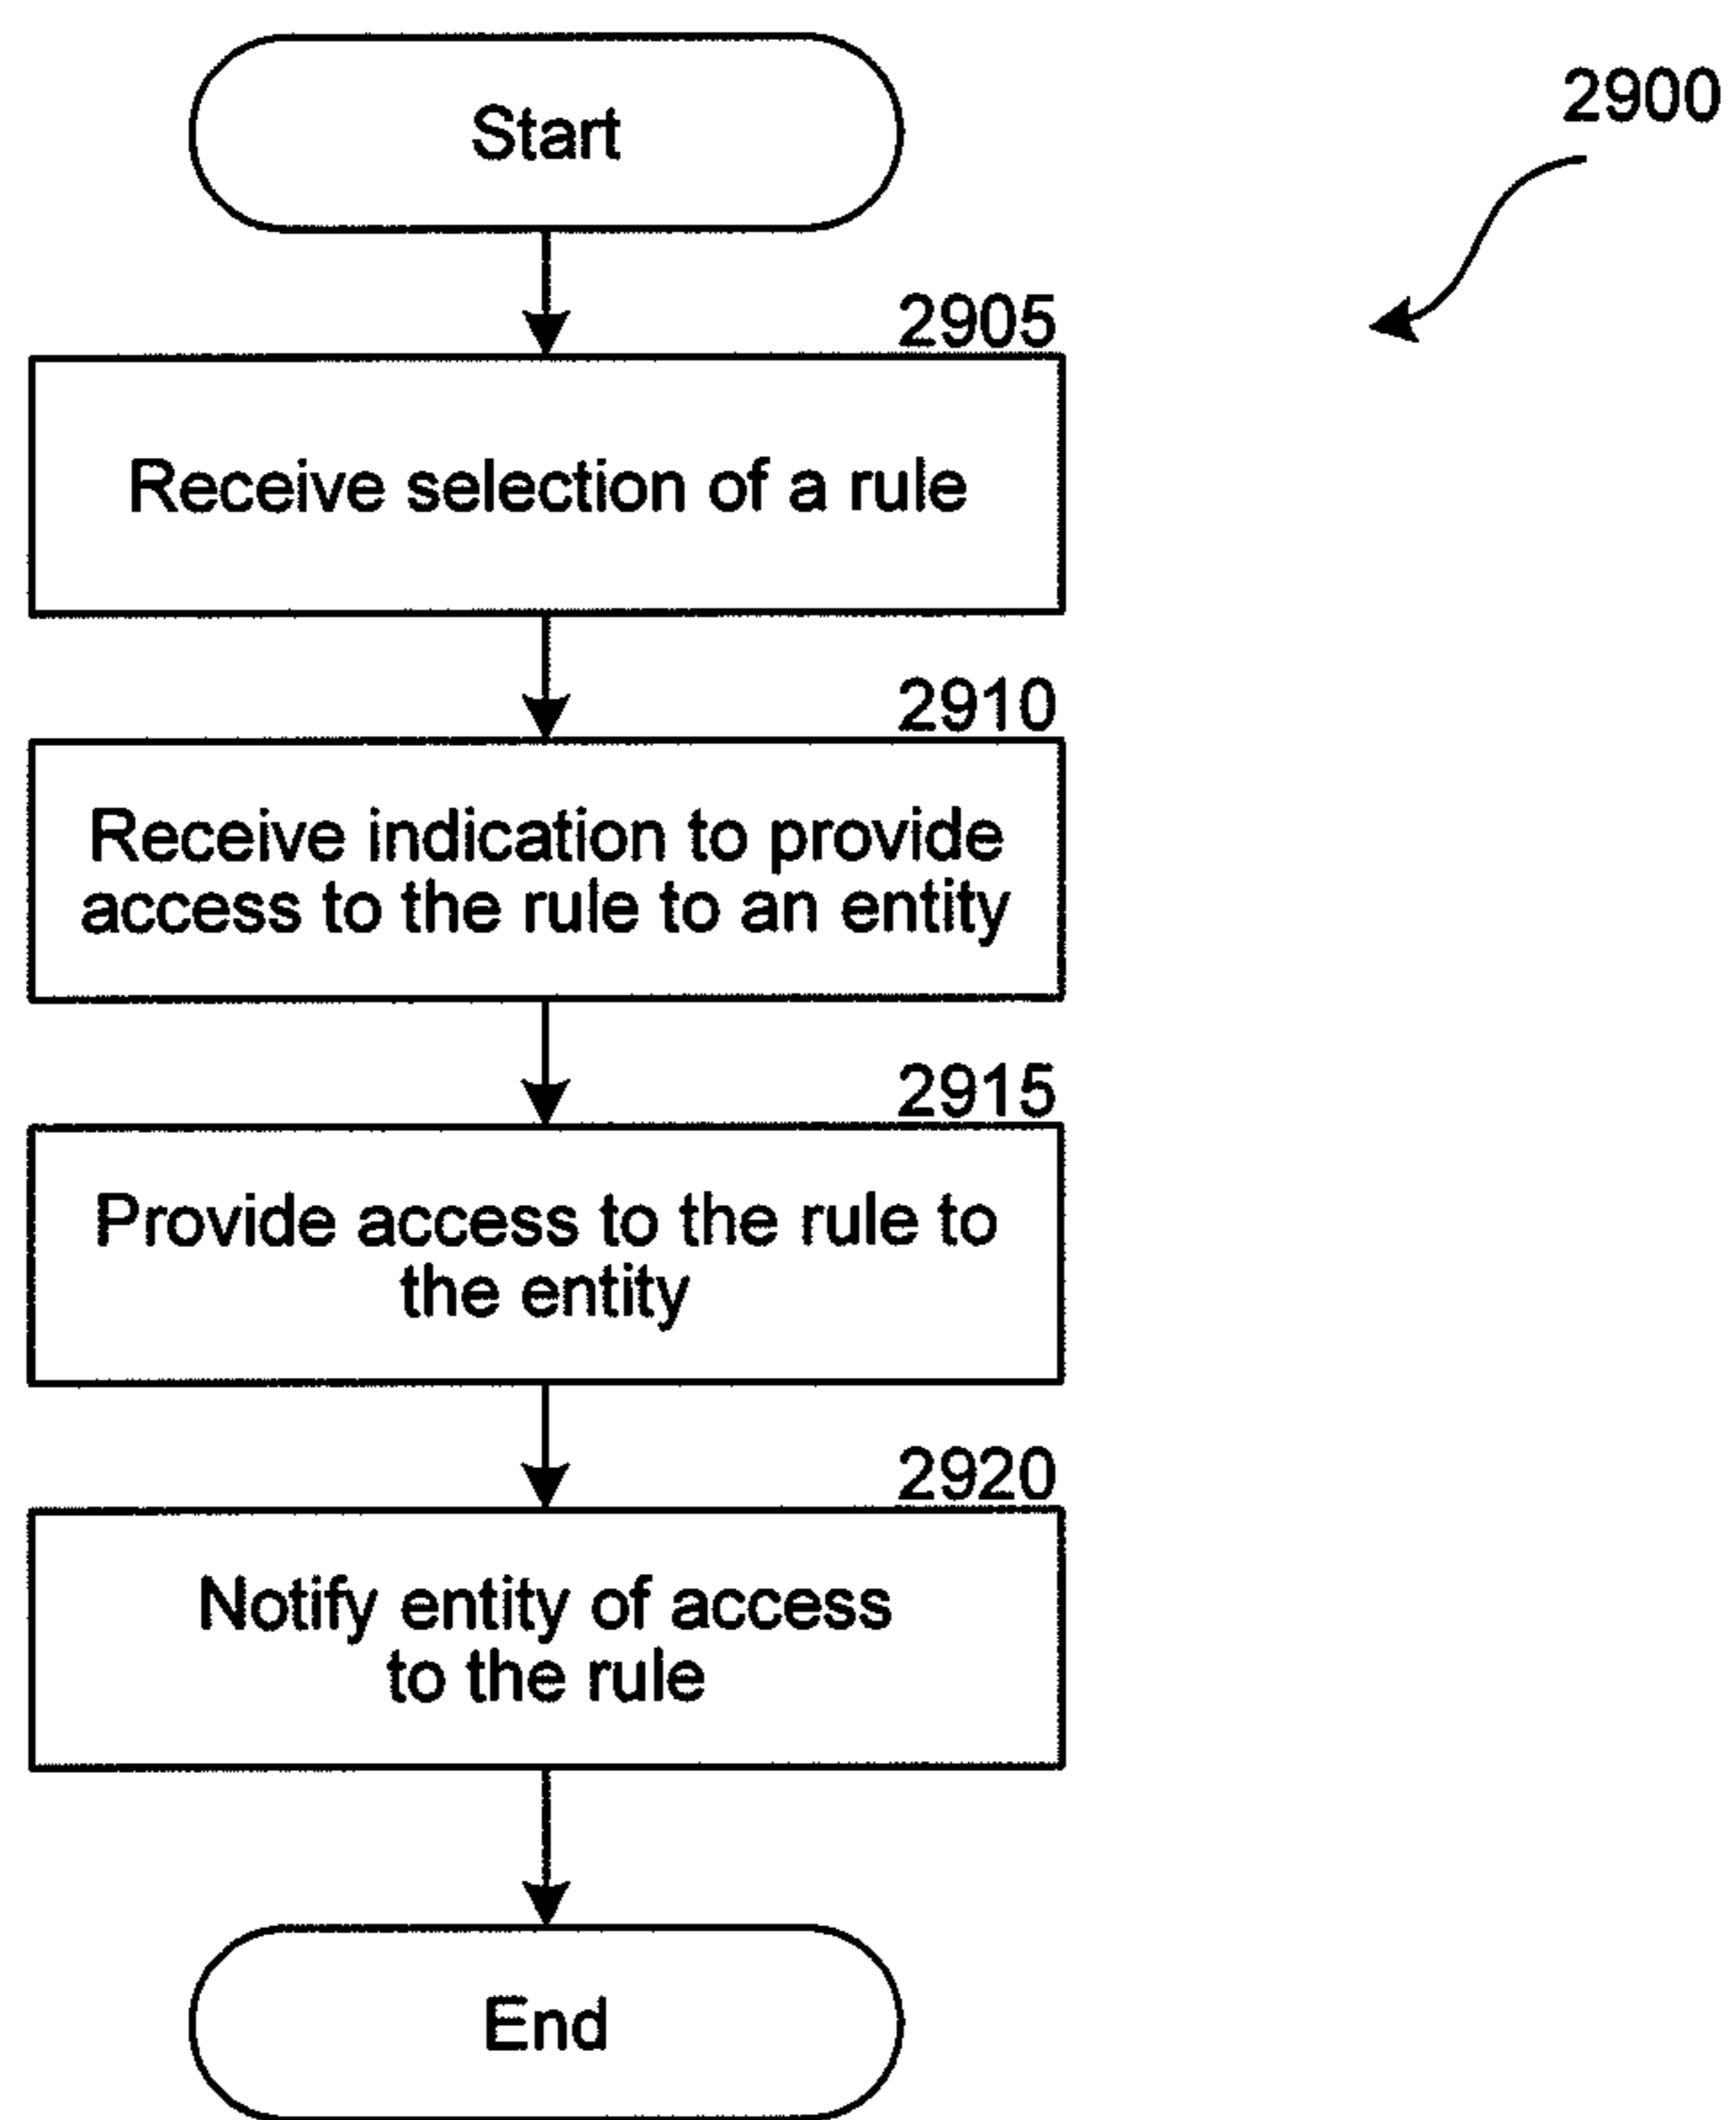 Start
2900
2905
Receive selection of a rule
2910
Receive indication to provide
access to the rule to an entity
2915
Provide access to the rule to
the entity
2920
Notify entity of access
to the rule
End